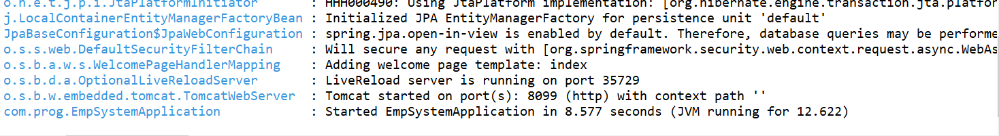 o.h.e.t.j.p.i.JtaPlatformInitiator : HHH000490: Using JtaPlatform implementation: [org.hibernate.engine.transaction.jta.platfor
j.LocalContainerEntityManagerFactoryBean : Initialized JPA EntityManagerFactory for persistence unit 'default'
JpaBaseConfiguration$JpaWebConfiguration : spring.jpa.open-in-view is enabled by default. Therefore, database queries may be performe
o.s.s.web.DefaultSecurityFilterChain : Will secure any request with [org.springframework.security.web.context.request.async.WebAs
o.s.b.a.w.s.WelcomePageHandlerMapping : Adding welcome page template: index
o.s.b.d.a.OptionalLiveReloadServer : LiveReload server is running on port 35729
o.s.b.w.embedded.tomcat.TomcatWebServer : Tomcat started on port(s): 8099 (http) with context path ''
com.prog.EmpSystemApplication : Started EmpSystemApplication in 8.577 seconds (JVM running for 12.622)